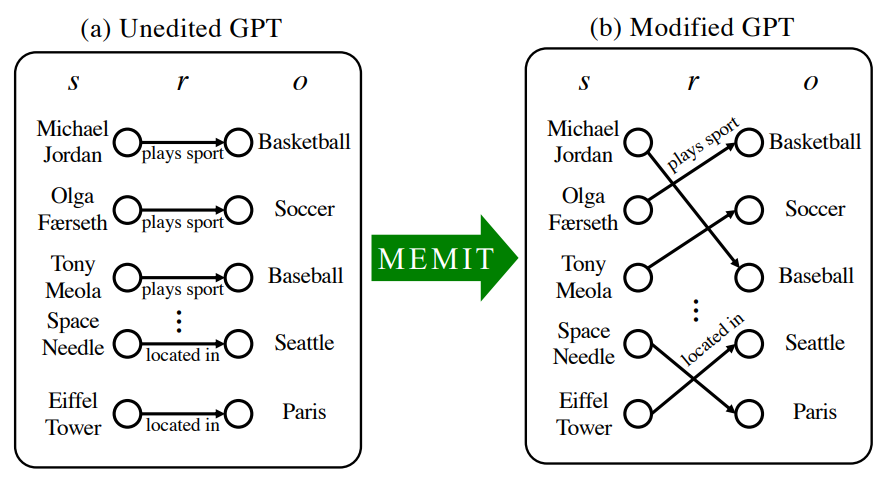 (a) Unedited GPT
s r o
Michael
Jordan
plays sport
Basketball
Olga
Færseth
plays sport
Soccer
Tony
Meola
plays sport
Baseball
⋮
Space
Needle
located in
Seattle
Eiffel
Tower
located in
Paris
MEMIT
(b) Modified GPT
s r o
Michael
Jordan
plays sport
Basketball
Olga
Færseth
Soccer
Tony
Meola
Baseball
⋮
Space
Needle
located in
Seattle
Eiffel
Tower
Paris